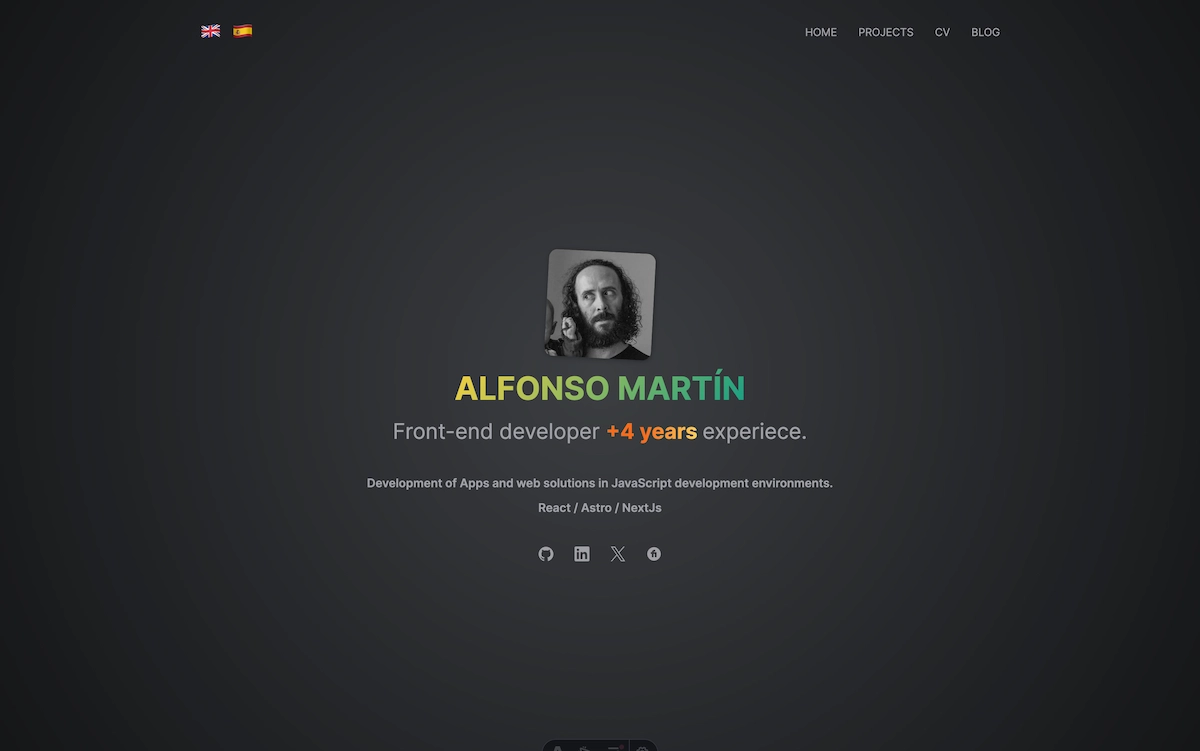 HOME PROJECTS CV BLOG
ALFONSO MARTÍN
Front-end developer +4 years experiece.
Development of Apps and web solutions in JavaScript development environments.
React / Astro / NextJs